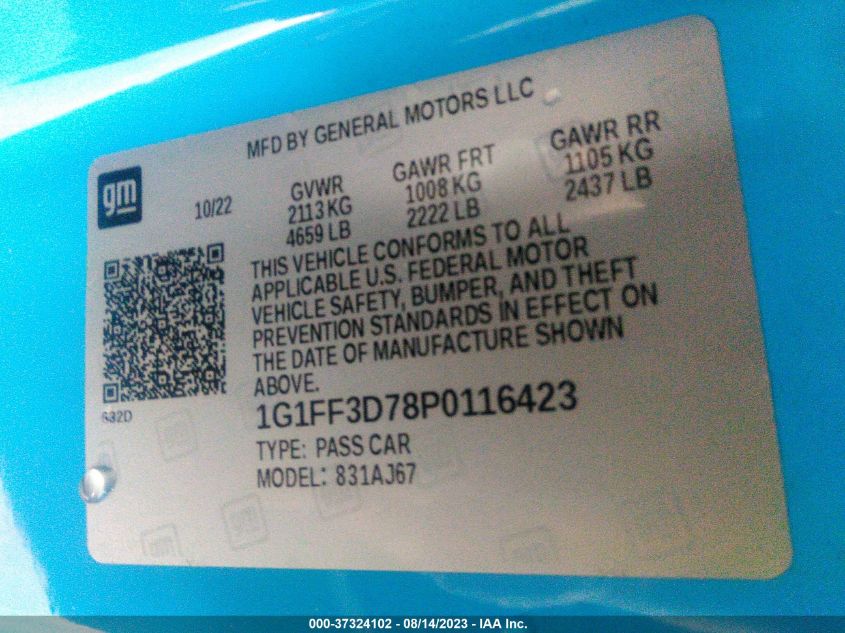 MFD BY GENERAL MOTORS LLC
gm
10/22
GVWR
2113 KG
4659 LB
GAWR FRT
1008 KG
2222 LB
GAWR RR
1105 KG
2437 LB
THIS VEHICLE CONFORMS TO ALL
APPLICABLE U.S. FEDERAL MOTOR
VEHICLE SAFETY, BUMPER, AND THEFT
PREVENTION STANDARDS IN EFFECT ON
THE DATE OF MANUFACTURE SHOWN
ABOVE.
1G1FF3D78P0116423
TYPE: PASS CAR
MODEL: 831AJ67
000-37324102 - 08/14/2023 - IAA Inc.